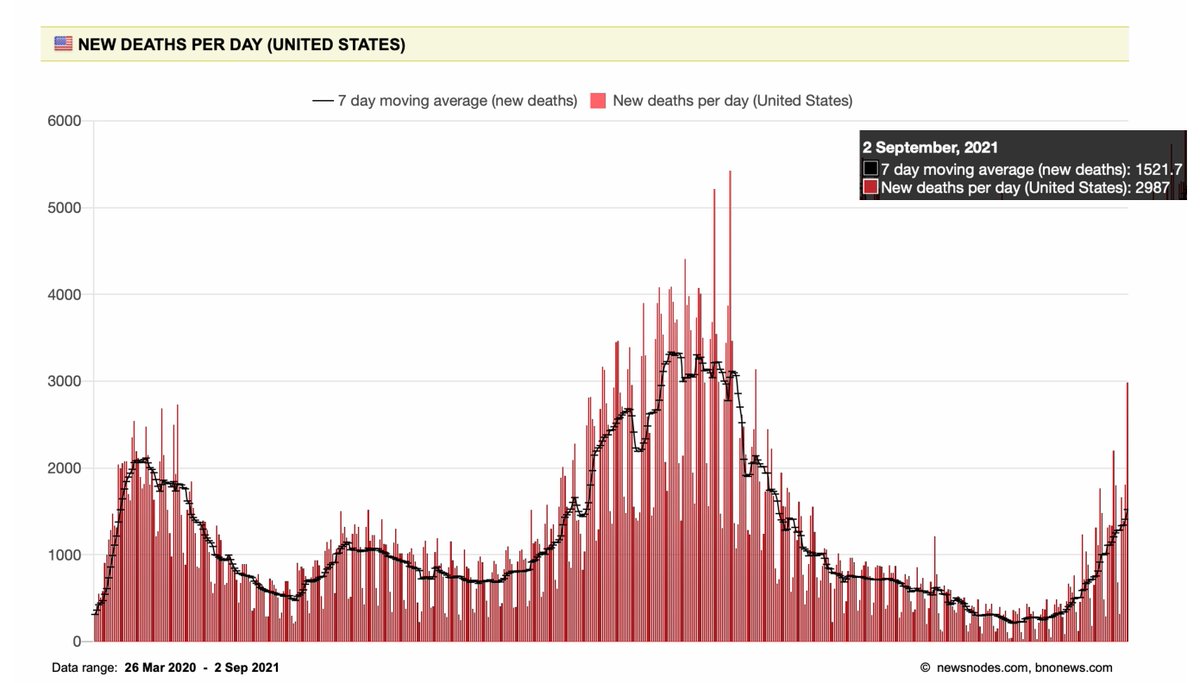 NEW DEATHS PER DAY (UNITED STATES)
7 day moving average (new deaths) New deaths per day (United States)
6000
2 September, 2021
7 day moving average (new deaths): 1521.7
New deaths per day (United States): 2987
5000
4000
3000
2000
1000
0
Data range: 26 Mar 2020 - 2 Sep 2021 © newsnodes.com, bnonews.com